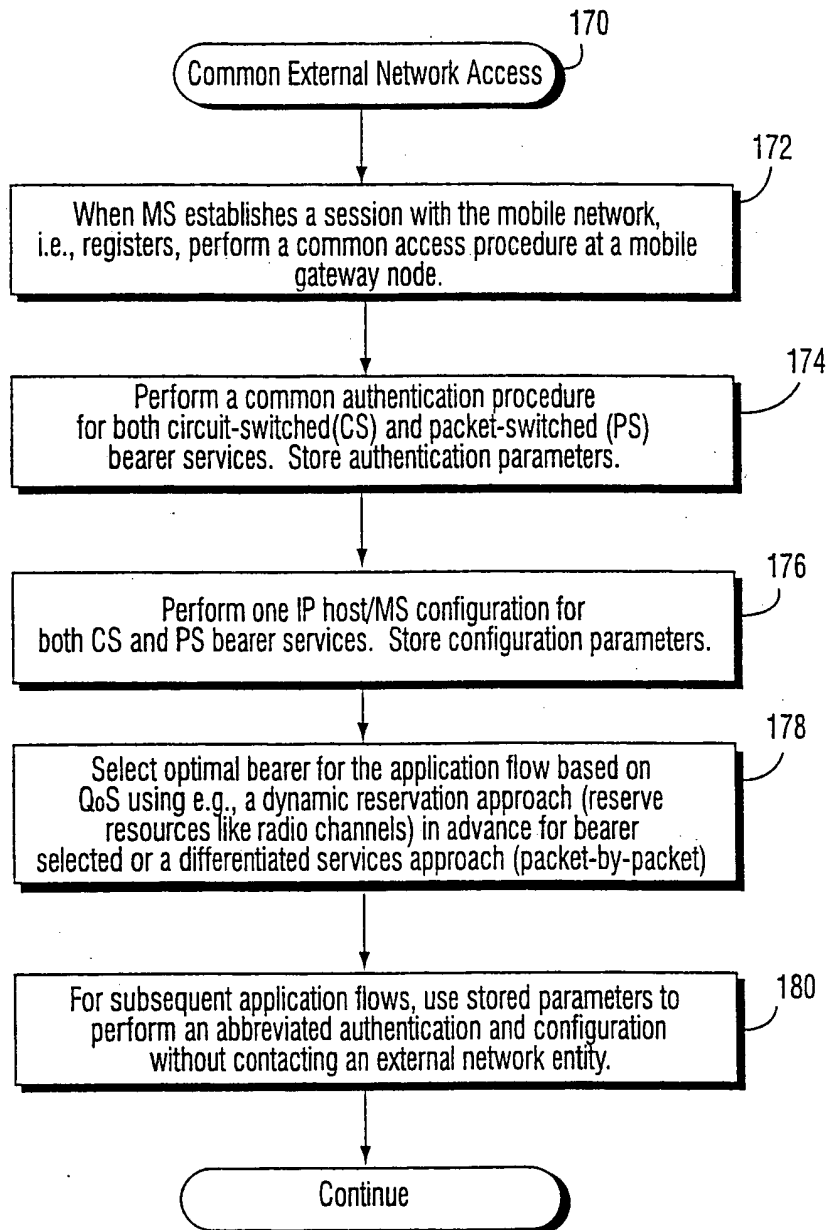 170
Common External Network Access
172
When MS establishes a session with the mobile network,
i.e., registers, perform a common access procedure at a mobile
gateway node.
174
Perform a common authentication procedure
for both circuit-switched(CS) and packet-switched (PS)
bearer services. Store authentication parameters.
176
Perform one IP host/MS configuration for
both CS and PS bearer services. Store configuration parameters.
178
Select optimal bearer for the application flow based on
QoS using e.g., a dynamic reservation approach (reserve
resources like radio channels) in advance for bearer
selected or a differentiated services approach (packet-by-packet)
180
For subsequent application flows, use stored parameters to
perform an abbreviated authentication and configuration
without contacting an external network entity.
Continue